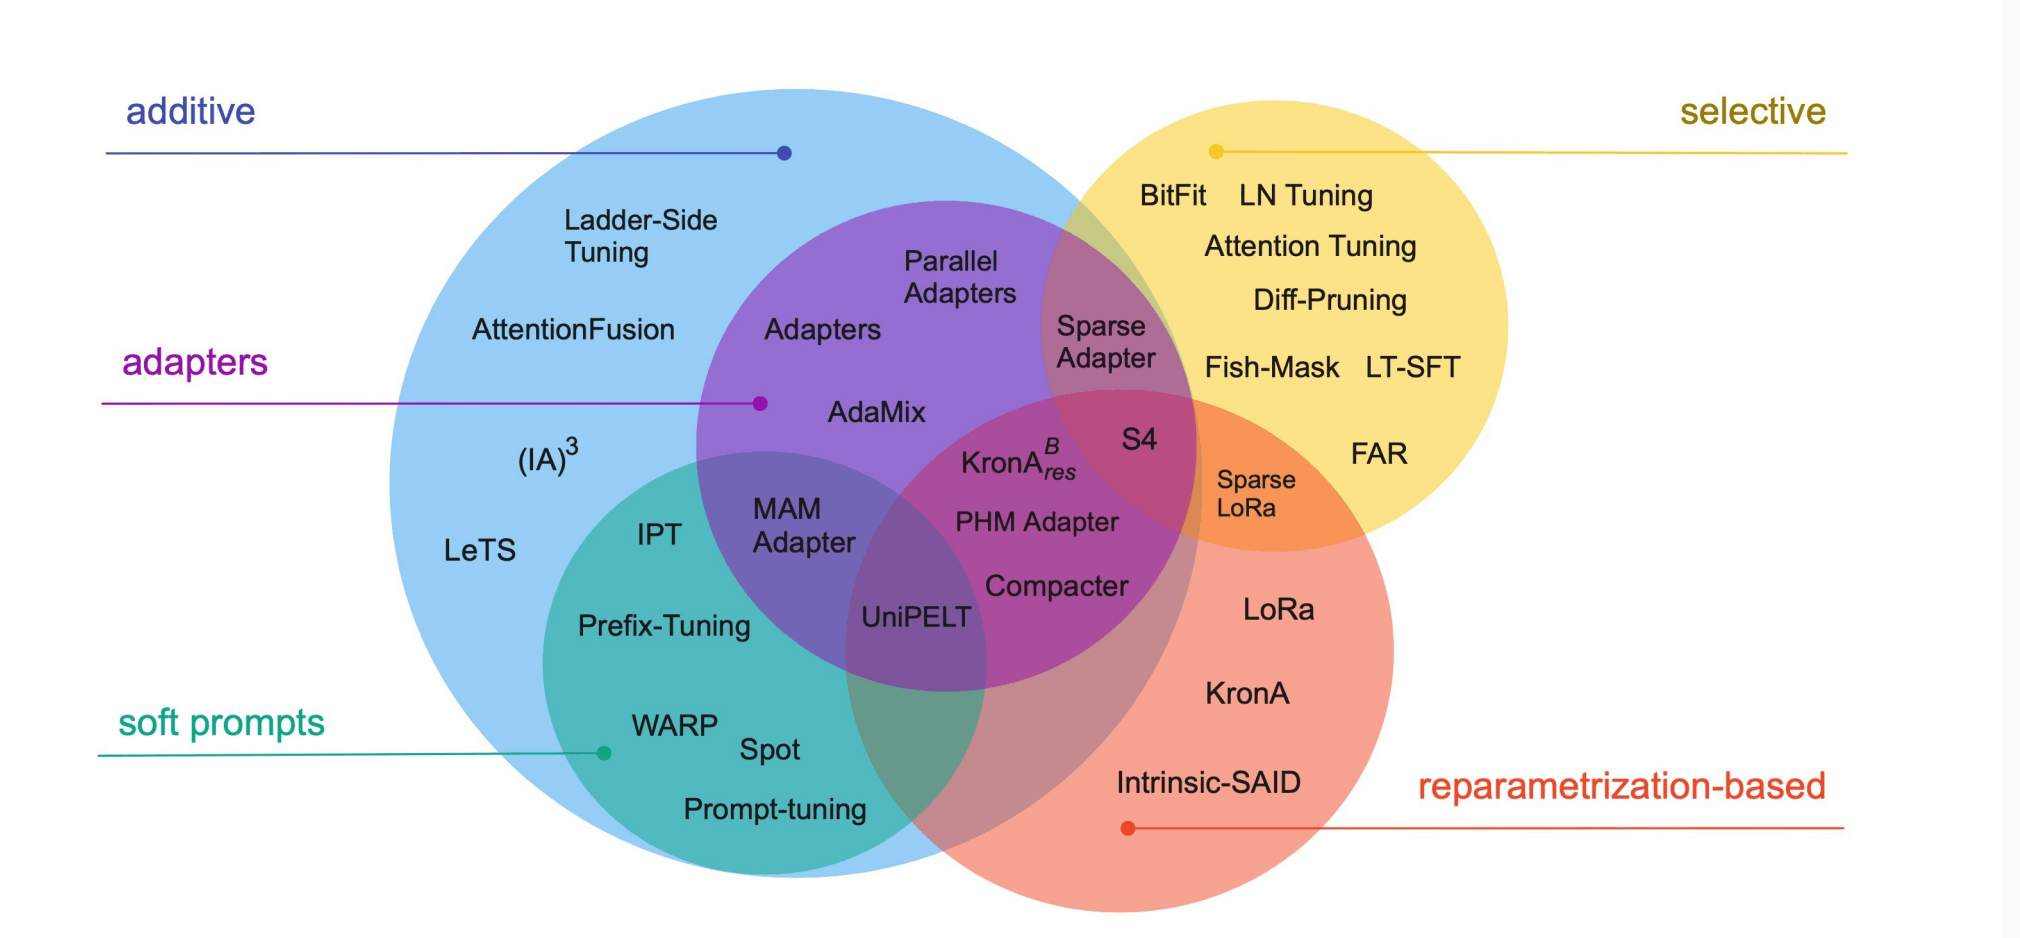 additive
selective
BitFit LN Tuning
Ladder-Side
Tuning
Attention Tuning
Parallel
Adapters
Diff-Pruning
AttentionFusion
Adapters
Sparse
Adapter
adapters
Fish-Mask LT-SFT
AdaMix
(IA)³
KronA^B_res
S4
FAR
Sparse
LoRa
MAM
Adapter
IPT
PHM Adapter
LeTS
Compacter
UniPELT
LoRa
Prefix-Tuning
KronA
soft prompts
WARP
Spot
Intrinsic-SAID
reparametrization-based
Prompt-tuning